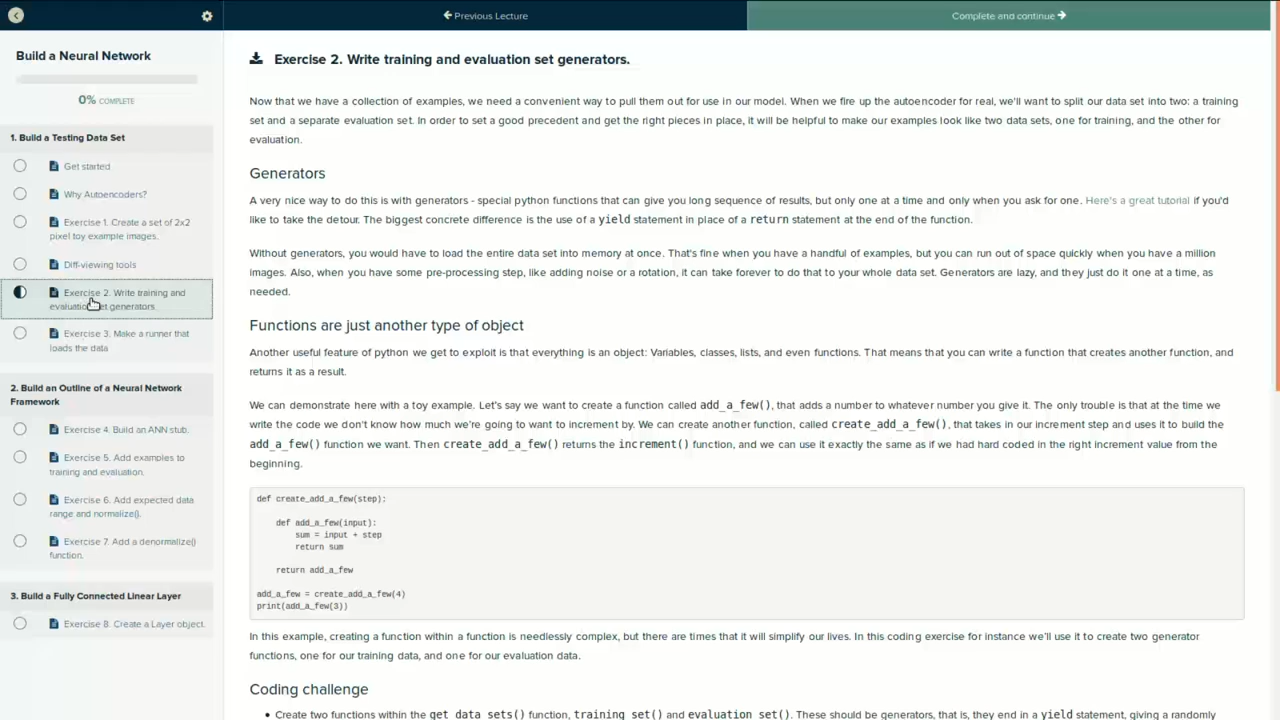 Previous Lecture
Complete and continue
Build a Neural Network
0% COMPLETE
1. Build a Testing Data Set
Get started
Why Autoencoders?
Exercise 1. Create a set of 2x2
pixel toy example images.
Diff-viewing tools
Exercise 2. Write training and
evaluation set generators.
Exercise 3. Make a runner that
loads the data
2. Build an Outline of a Neural Network
Framework
Exercise 4. Build an ANN stub.
Exercise 5. Add examples to
training and evaluation.
Exercise 6. Add expected data
range and normalize().
Exercise 7. Add a denormalize()
function.
3. Build a Fully Connected Linear Layer
Exercise 8. Create a Layer object.
Exercise 2. Write training and evaluation set generators.
Now that we have a collection of examples, we need a convenient way to pull them out for use in our model. When we fire up the autoencoder for real, we'll want to split our data set into two: a training
set and a separate evaluation set. In order to set a good precedent and get the right pieces in place, it will be helpful to make our examples look like two data sets, one for training, and the other for
evaluation.
Generators
A very nice way to do this is with generators - special python functions that can give you long sequence of results, but only one at a time and only when you ask for one. Here's a great tutorial if you'd
like to take the detour. The biggest concrete difference is the use of a yield statement in place of a return statement at the end of the function.
Without generators, you would have to load the entire data set into memory at once. That's fine when you have a handful of examples, but you can run out of space quickly when you have a million
images. Also, when you have some pre-processing step, like adding noise or a rotation, it can take forever to do that to your whole data set. Generators are lazy, and they just do it one at a time, as
needed.
Functions are just another type of object
Another useful feature of python we get to exploit is that everything is an object: Variables, classes, lists, and even functions. That means that you can write a function that creates another function, and
returns it as a result.
We can demonstrate here with a toy example. Let's say we want to create a function called add_a_few(), that adds a number to whatever number you give it. The only trouble is that at the time we
write the code we don't know how much we're going to want to increment by. We can create another function, called create_add_a_few(), that takes in our increment step and uses it to build the
add_a_few() function we want. Then create_add_a_few() returns the increment() function, and we can use it exactly the same as if we had hard coded in the right increment value from the
beginning.
def create_add_a_few(step):
def add_a_few(input):
sum = input + step
return sum
return add_a_few
add_a_few = create_add_a_few(4)
print(add_a_few(3))
In this example, creating a function within a function is needlessly complex, but there are times that it will simplify our lives. In this coding exercise for instance we'll use it to create two generator
functions, one for our training data, and one for our evaluation data.
Coding challenge
• Create two functions within the get_data_sets() function, training_set() and evaluation_set(). These should be generators, that is, they end in a yield statement, giving a randomly